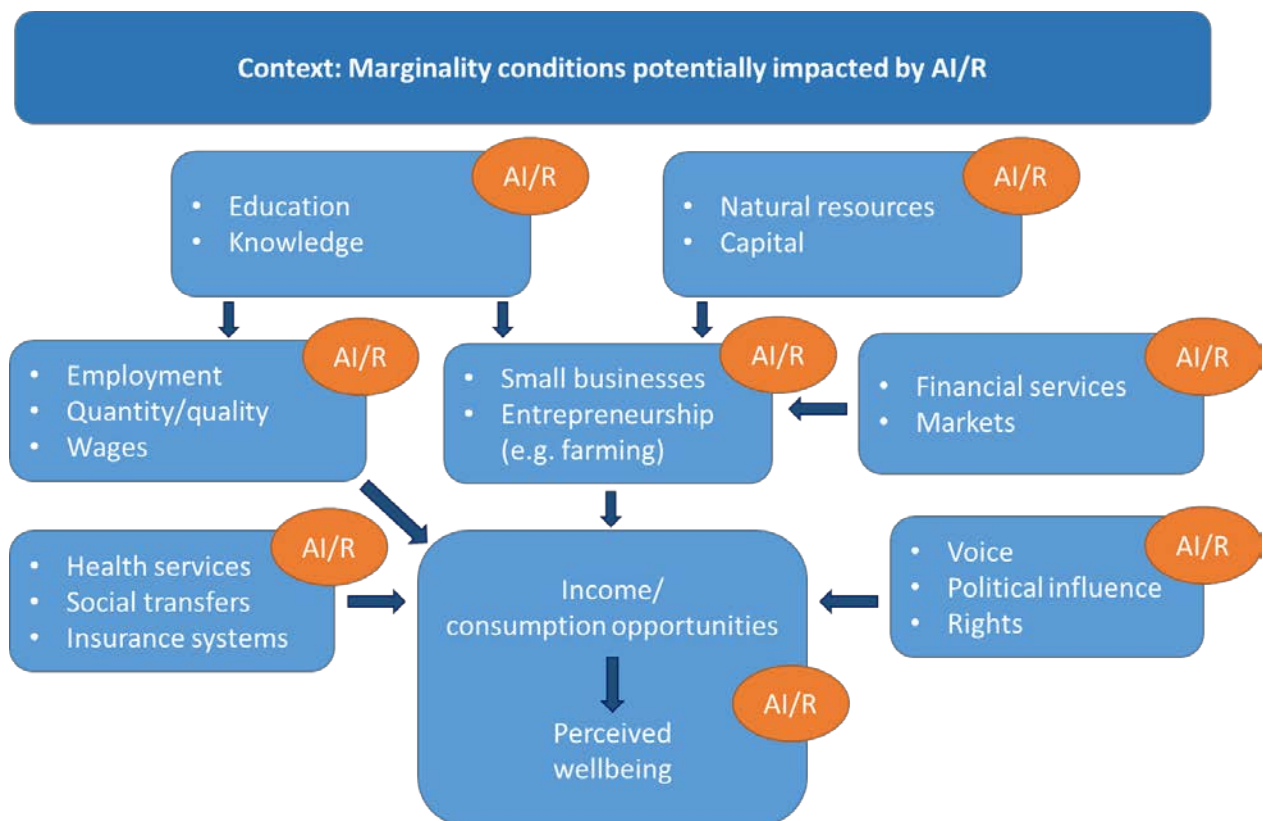 Context: Marginality conditions potentially impacted by AI/R
AI/R
• Education
• Knowledge
AI/R
• Natural resources
• Capital
AI/R
• Employment
• Quantity/quality
• Wages
AI/R
• Small businesses
• Entrepreneurship
(e.g. farming)
AI/R
• Financial services
• Markets
AI/R
• Health services
• Social transfers
• Insurance systems
Income/
consumption opportunities
Perceived
wellbeing
AI/R
AI/R
• Voice
• Political influence
• Rights